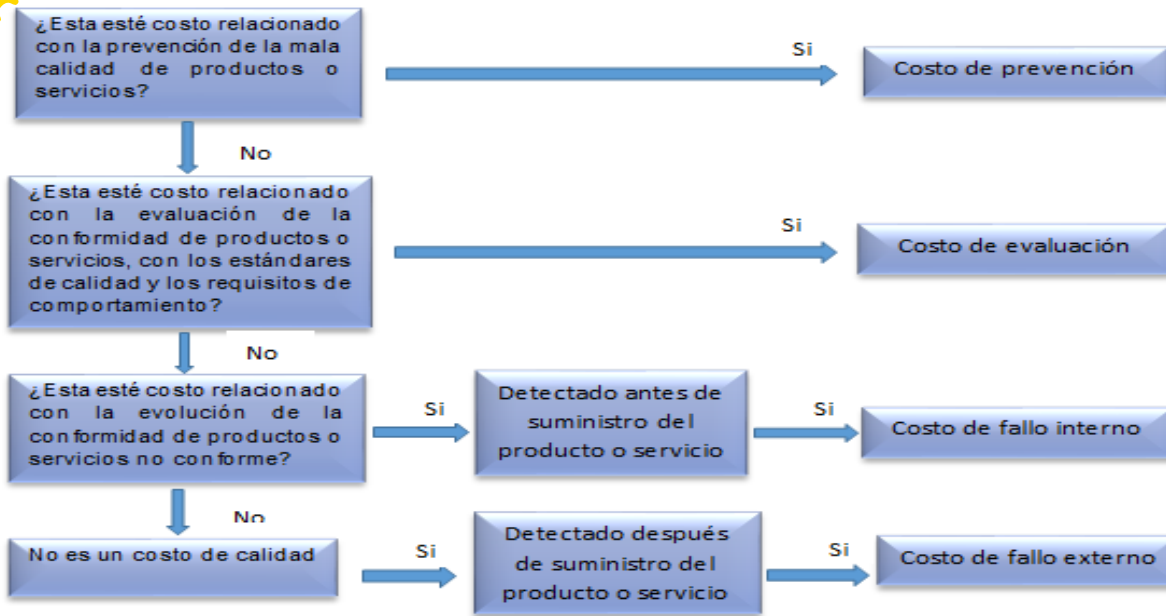 ¿Esta esté costo relacionado
con la prevención de la mala
calidad de productos o
servicios?
Si
Costo de prevención
No
¿Esta esté costo relacionado
con la evaluación de la
conformidad de productos o
servicios, con los estándares
de calidad y los requisitos de
comportamiento?
Si
Costo de evaluación
No
¿Esta esté costo relacionado
con la evolución de la
conformidad de productos o
servicios no conforme?
Si
Detectado antes de
suministro del
producto o servicio
Si
Costo de fallo interno
No
No es un costo de calidad
Si
Detectado después
de suministro del
producto o servicio
Si
Costo de fallo externo